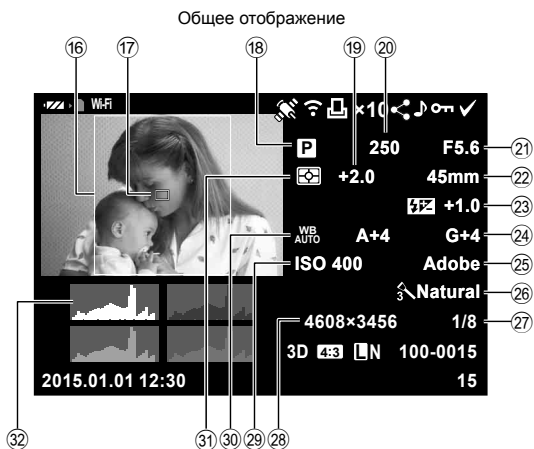 Общее отображение
⑯ ⑰ ⑱ ⑲ ⑳
Wi-Fi ×10
P 250 F5.6 ㉑
+2.0 45mm ㉒
+1.0 ㉓
WB AUTO A+4 G+4 ㉔
ISO 400 Adobe ㉕
3 Natural ㉖
4608×3456 1/8 ㉗
3D 4:3 LN 100-0015
2015.01.01 12:30 15
㉜ ㉛ ㉚ ㉙ ㉘